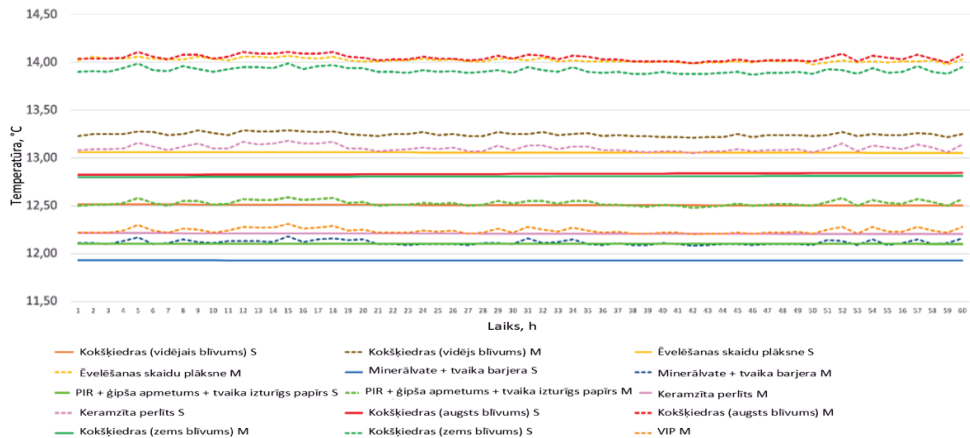 14,50
14,00
13,50
13,00
12,50
12,00
11,50
Temperatūra, °C
1 2 3 4 5 6 7 8 9 10 11 12 13 14 15 16 17 18 19 20 21 22 23 24 25 26 27 28 29 30 31 32 33 34 35 36 37 38 39 40 41 42 43 44 45 46 47 48 49 50 51 52 53 54 55 56 57 58 59 60
Laiks, h
Kokšķiedras (vidējais blīvums) S
Kokšķiedras (vidējs blīvums) M
Ēvelēšanas skaidu plāksne S
Ēvelēšanas skaidu plāksne M
Minerālvate + tvaika barjera S
Minerālvate + tvaika barjera M
PIR + ģipša apmetums + tvaika izturīgs papīrs S
PIR + ģipša apmetums + tvaika izturīgs papīrs M
Keramzīta perlīts M
Keramzīta perlīts S
Kokšķiedras (augsts blīvums) S
Kokšķiedras (augsts blīvums) M
Kokšķiedras (zems blīvums) M
Kokšķiedras (zems blīvums) S
VIP M